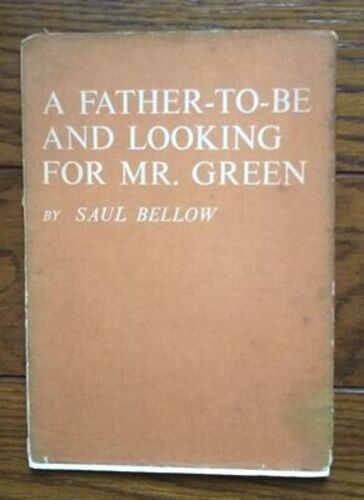 A FATHER-TO-BE
AND LOOKING
FOR MR. GREEN
BY SAUL BELLOW